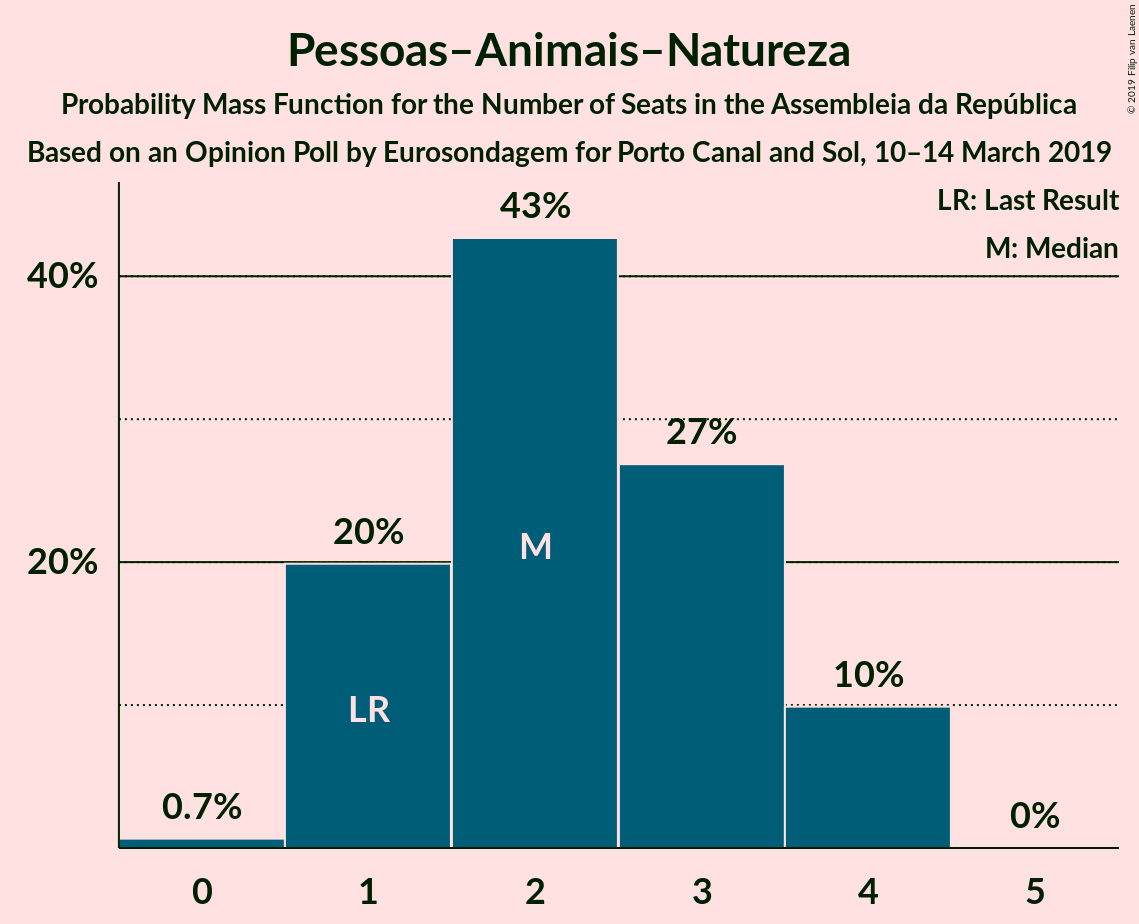 Pessoas–Animais–Natureza
Probability Mass Function for the Number of Seats in the Assembleia da República
Based on an Opinion Poll by Eurosondagem for Porto Canal and Sol, 10–14 March 2019
© 2019 Filip van Laenen
LR: Last Result
M: Median
43%
40%
27%
20%
20%
M
10%
LR
0.7%
0%
0 1 2 3 4 5